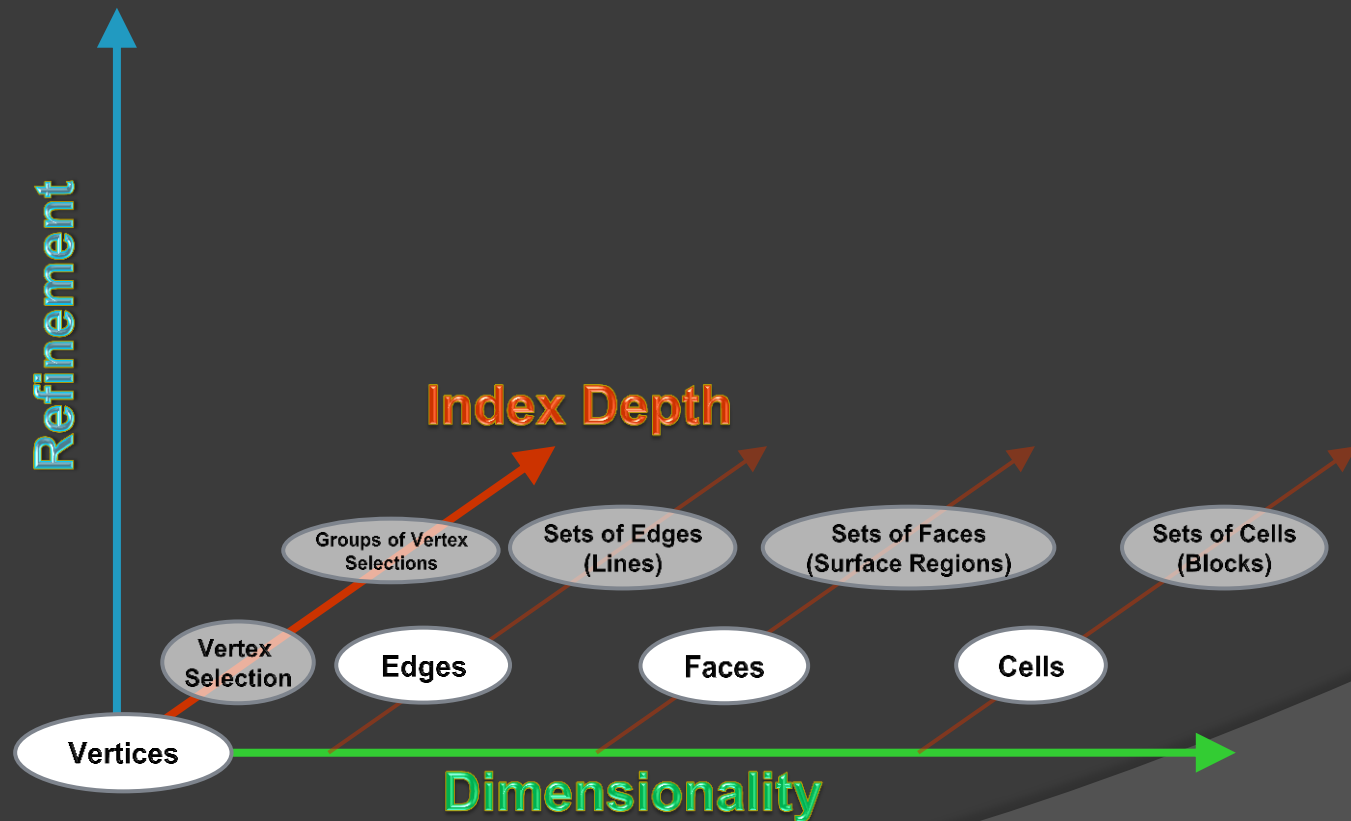 Refinement
Index Depth
Groups of Vertex
Selections
Sets of Edges
(Lines)
Sets of Faces
(Surface Regions)
Sets of Cells
(Blocks)
Vertex
Selection
Edges
Faces
Cells
Vertices
Dimensionality